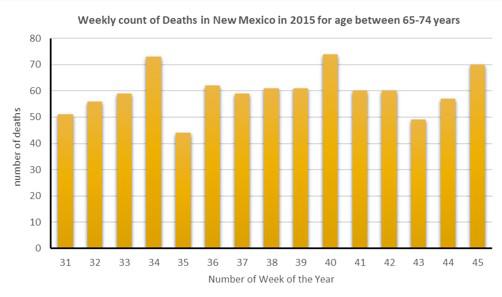 Weekly count of Deaths in New Mexico in 2015 for age between 65-74 years
number of deaths
80
70
60
50
40
30
20
10
0
31 32 33 34 35 36 37 38 39 40 41 42 43 44 45
Number of Week of the Year